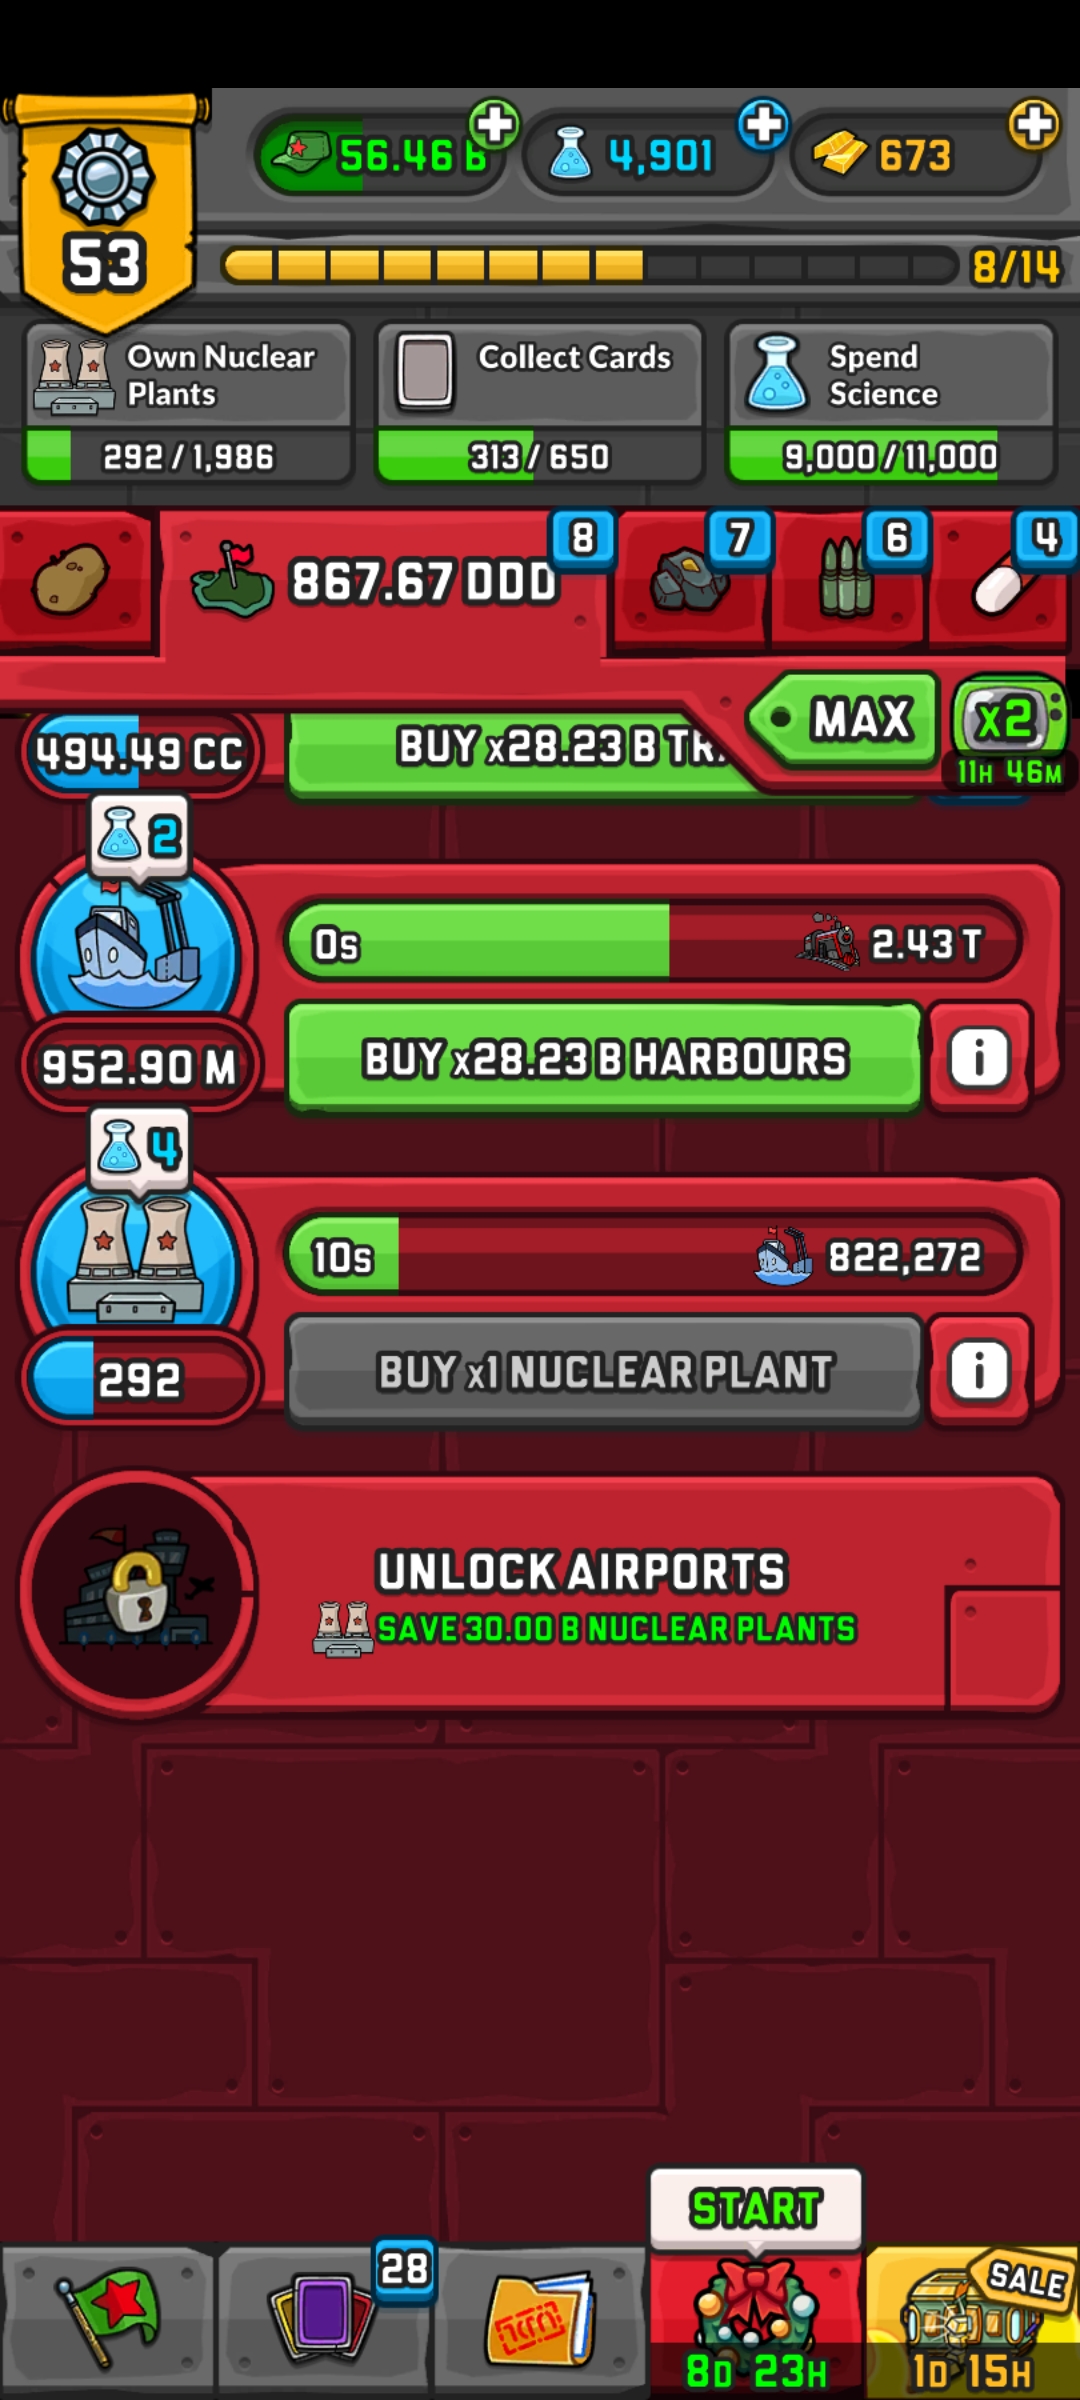 56.46 B
4,901
673
53
8/14
Own Nuclear
Plants
292/1,986
Collect Cards
313/650
Spend
Science
9,000/11,000
867.67 DDD
8
7
6
4
MAX
x2
11H 46M
494.49 CC
BUY x28.23 B
2
0s
2.43 T
952.90 M
BUY x28.23 B HARBOURS
i
4
10s
822,272
292
BUY x1 NUCLEAR PLANT
i
UNLOCK AIRPORTS
SAVE 30.00 B NUCLEAR PLANTS
START
28
SALE
8D 23H
1D 15H